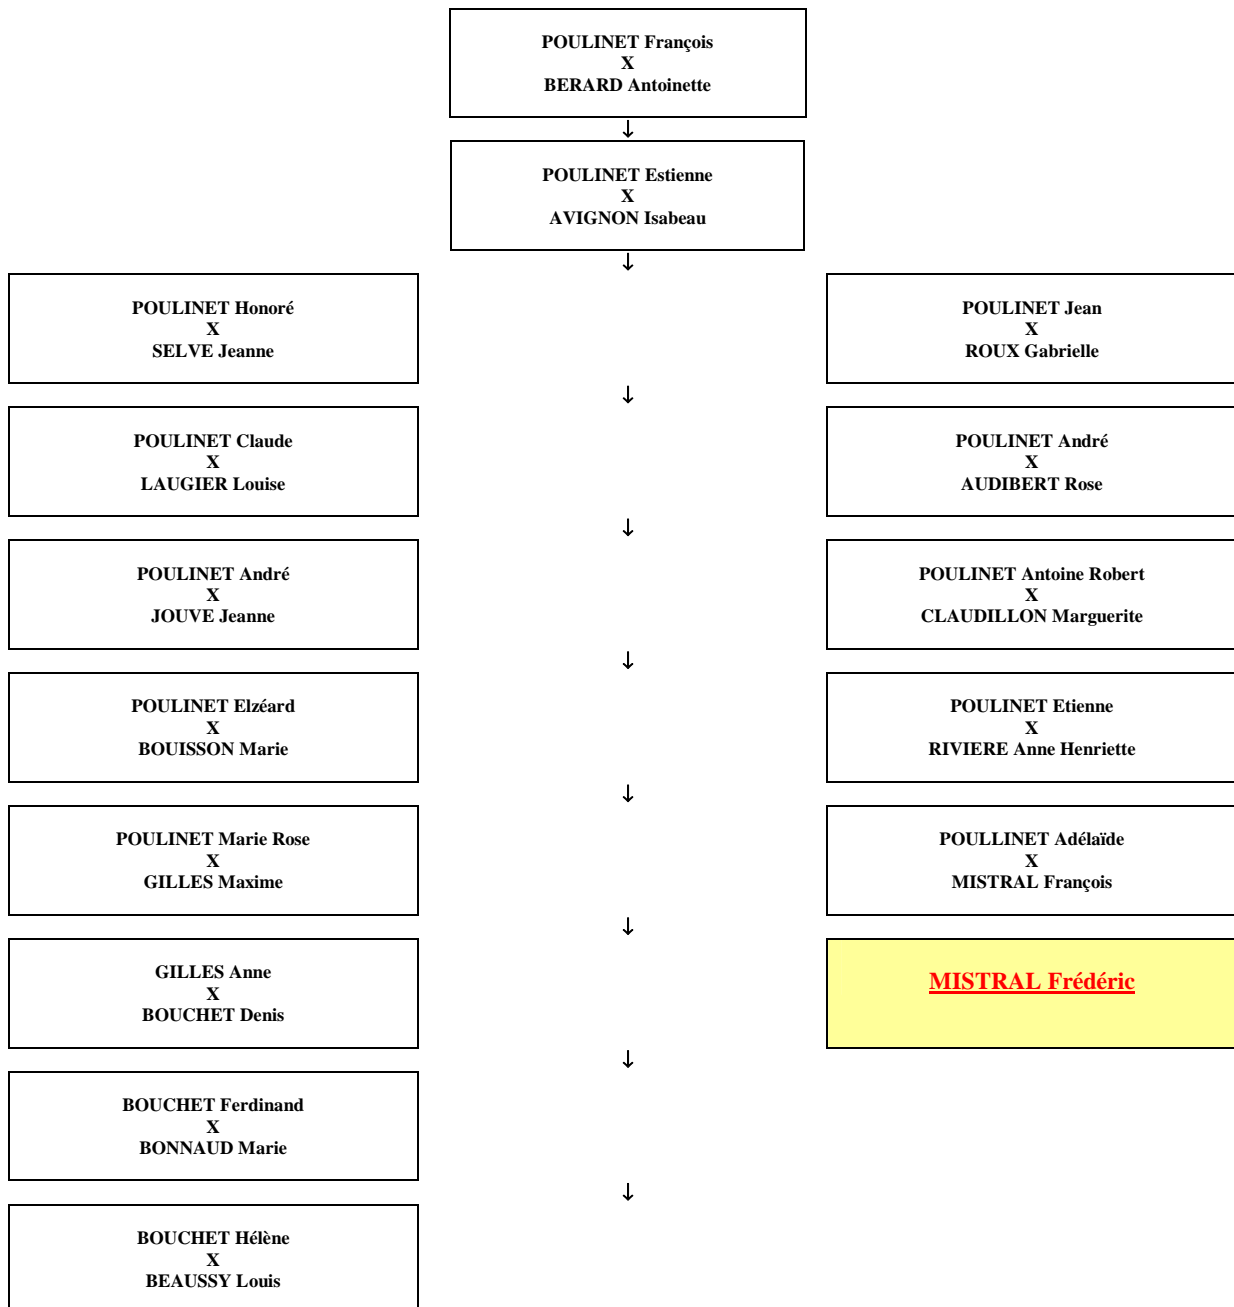 POULINET François
X
BERARD Antoinette
↓
POULINET Estienne
X
AVIGNON Isabeau
↓
POULINET Honoré
X
SELVE Jeanne
POULINET Jean
X
ROUX Gabrielle
↓
POULINET Claude
X
LAUGIER Louise
POULINET André
X
AUDIBERT Rose
↓
POULINET André
X
JOUVE Jeanne
POULINET Antoine Robert
X
CLAUDILLON Marguerite
↓
POULINET Elzéard
X
BOUISSON Marie
POULINET Etienne
X
RIVIERE Anne Henriette
↓
POULINET Marie Rose
X
GILLES Maxime
POULLINET Adélaïde
X
MISTRAL François
↓
GILLES Anne
X
BOUCHET Denis
MISTRAL Frédéric
↓
BOUCHET Ferdinand
X
BONNAUD Marie
↓
BOUCHET Hélène
X
BEAUSSY Louis